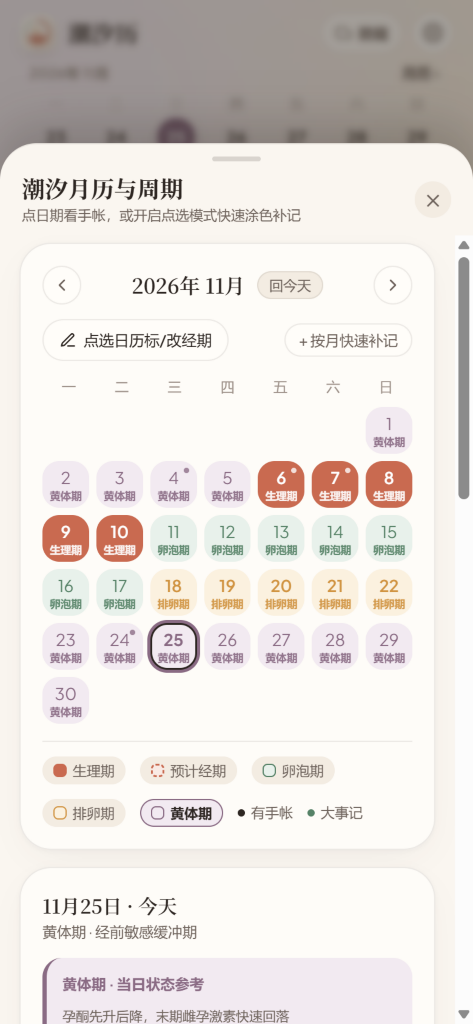 潮汐月历与周期
点日期看手帐，或开启点选模式快速涂色补记
2026年 11月 回今天
点选日历标/改经期 +按月快速补记
一 二 三 四 五 六 日
1
黄体期
2 3 4 5 6 7 8
黄体期 黄体期 黄体期 黄体期 生理期 生理期 生理期
9 10 11 12 13 14 15
生理期 生理期 卵泡期 卵泡期 卵泡期 卵泡期 卵泡期
16 17 18 19 20 21 22
卵泡期 卵泡期 排卵期 排卵期 排卵期 排卵期 排卵期
23 24 25 26 27 28 29
黄体期 黄体期 黄体期 黄体期 黄体期 黄体期 黄体期
30
黄体期
生理期 预计经期 卵泡期
排卵期 黄体期 有手帐 大事记
11月25日 · 今天
黄体期 · 经前敏感缓冲期
黄体期 · 当日状态参考
孕酮先升后降，末期雌孕激素快速回落